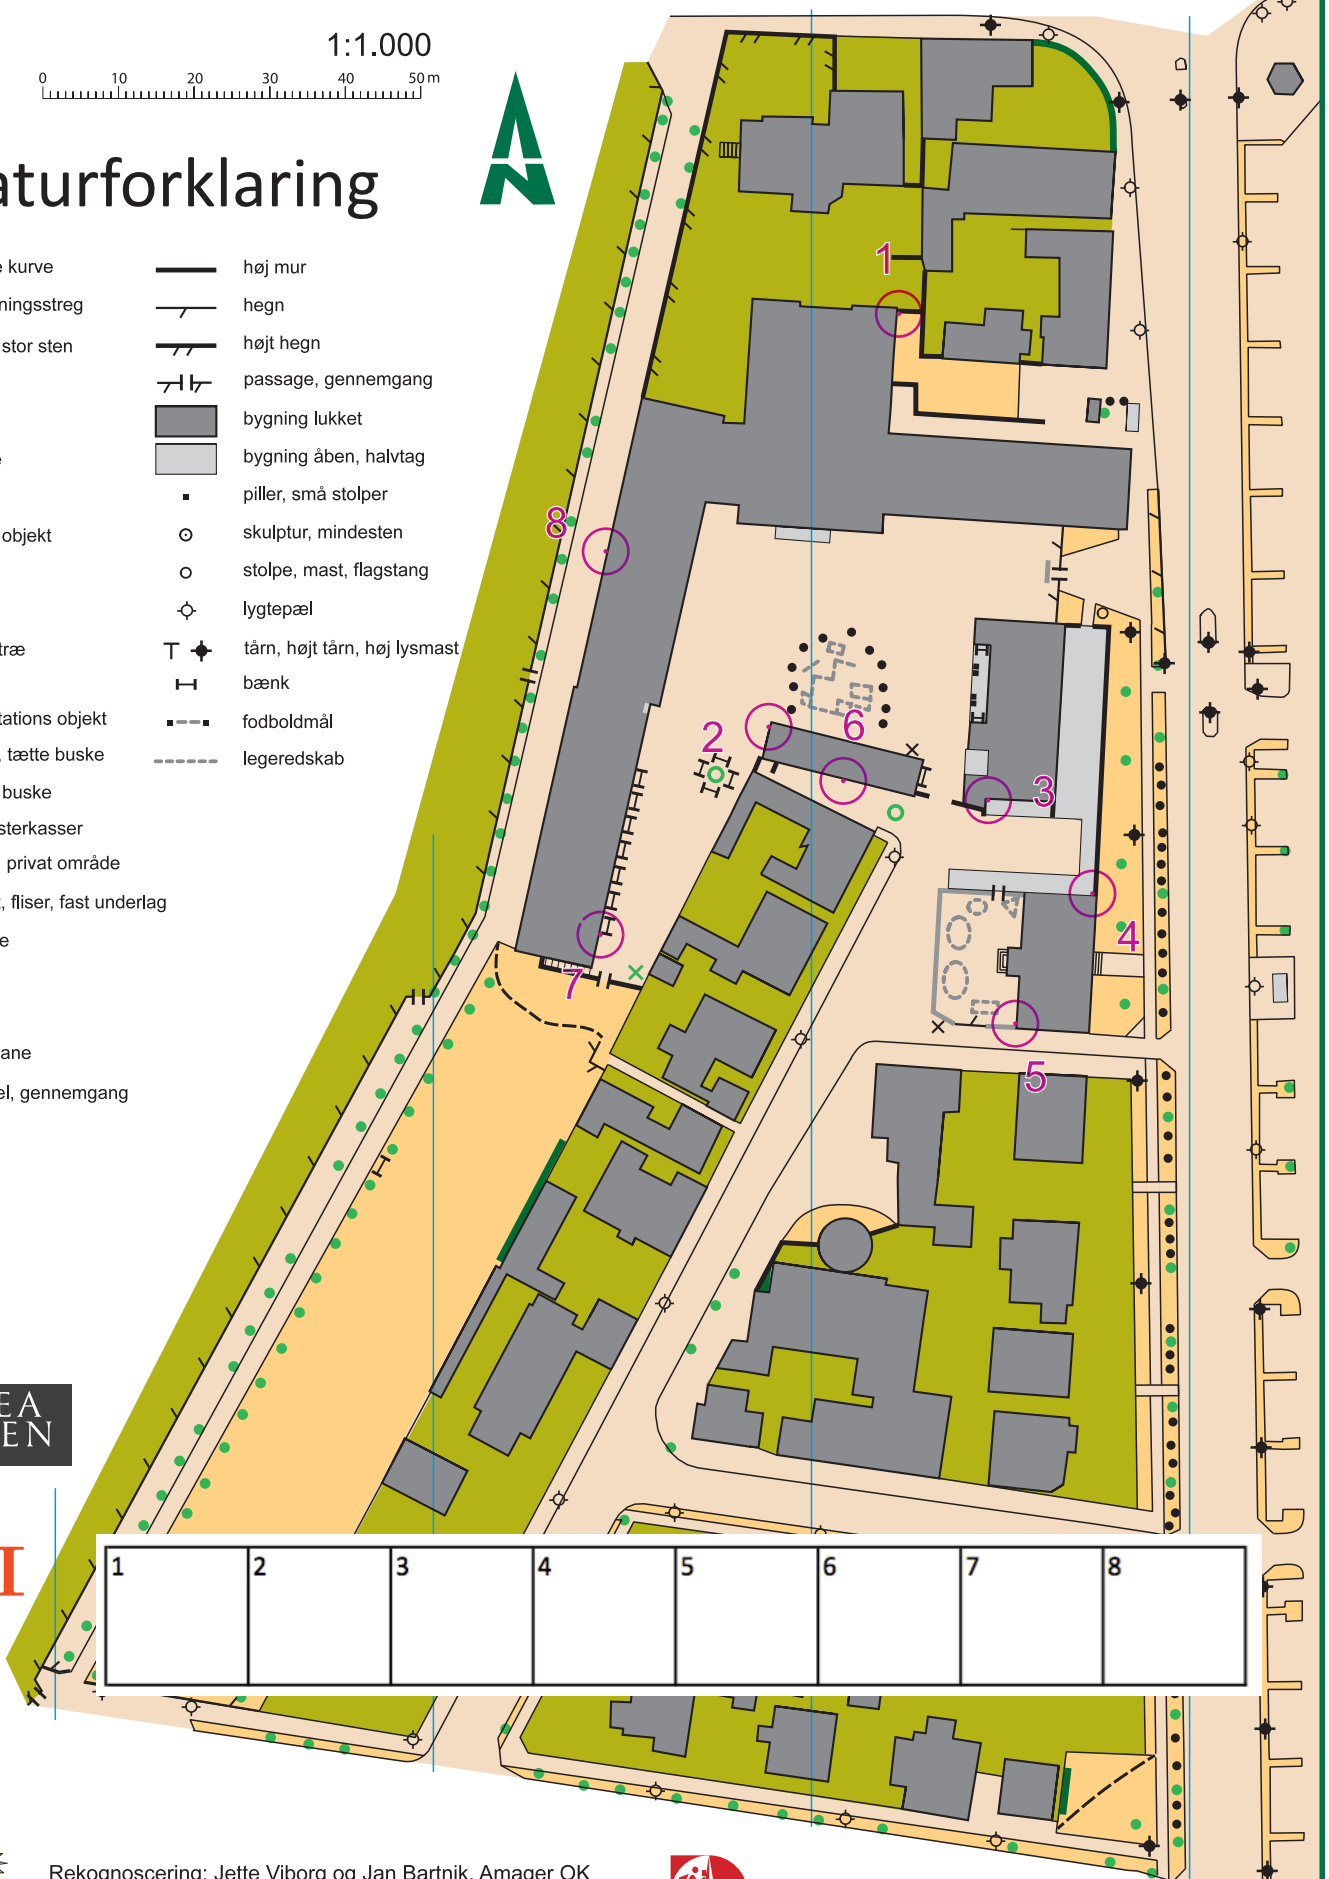 1:1.000
0 10 20 30 40 50 m
aturforklaring
e kurve
høj mur
ningsstreg
hegn
stor sten
højt hegn
passage, gennemgang
bygning lukket
e
bygning åben, halvtag
piller, små stolper
objekt
skulptur, mindesten
stolpe, mast, flagstang
lygtepæl
træ
tårn, højt tårn, høj lysmast
bænk
tations objekt
fodboldmål
, tætte buske
legeredskab
buske
sterkasser
privat område
t, fliser, fast underlag
e
ane
el, gennemgang
1
8
2
6
3
4
7
5
EA
EN
I
1 2 3 4 5 6 7 8
Rekognoscering: Jette Viborg og Jan Bartnik, Amager OK